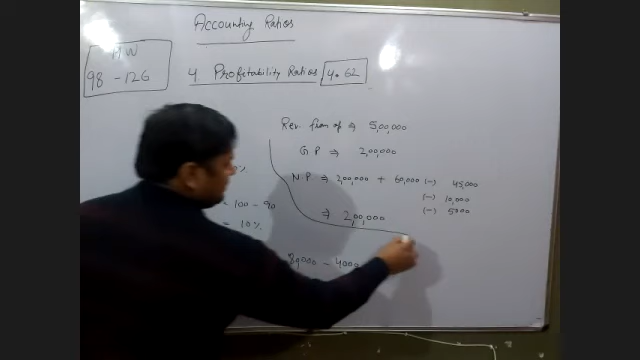 Accounting Ratios
HW
98 - 126
4 Profitability Ratios 4.62
Rev. from op ⇒ 5,00,000
G P ⇒ 2,00,000
N P ⇒ 2,00,000 + 60,000 (-) 45,000
(-) 10,000
(-) 5000
⇒ 2,00,000
%
= 100 - 90
= 10%
- 4000